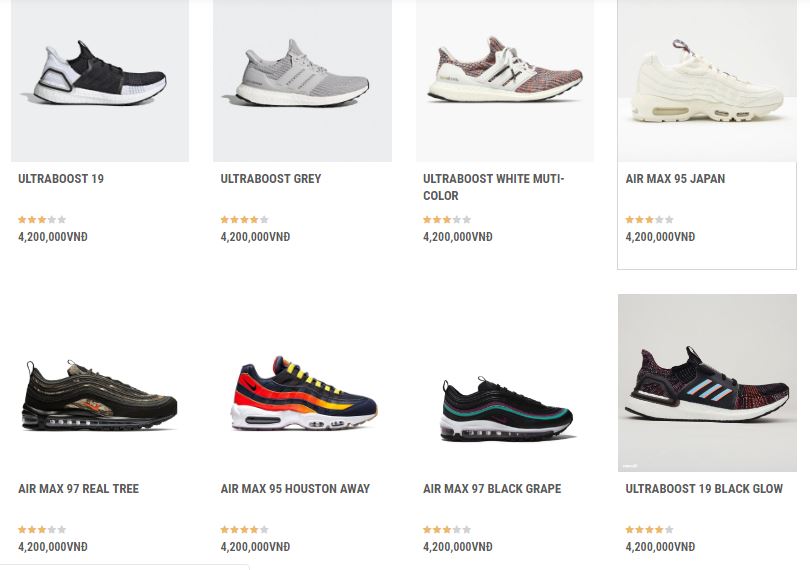 ULTRABOOST 19
ULTRABOOST GREY
ULTRABOOST WHITE MUTI-
COLOR
AIR MAX 95 JAPAN
4,200,000VNĐ
4,200,000VNĐ
4,200,000VNĐ
4,200,000VNĐ
AIR MAX 97 REAL TREE
AIR MAX 95 HOUSTON AWAY
AIR MAX 97 BLACK GRAPE
ULTRABOOST 19 BLACK GLOW
4,200,000VNĐ
4,200,000VNĐ
4,200,000VNĐ
4,200,000VNĐ